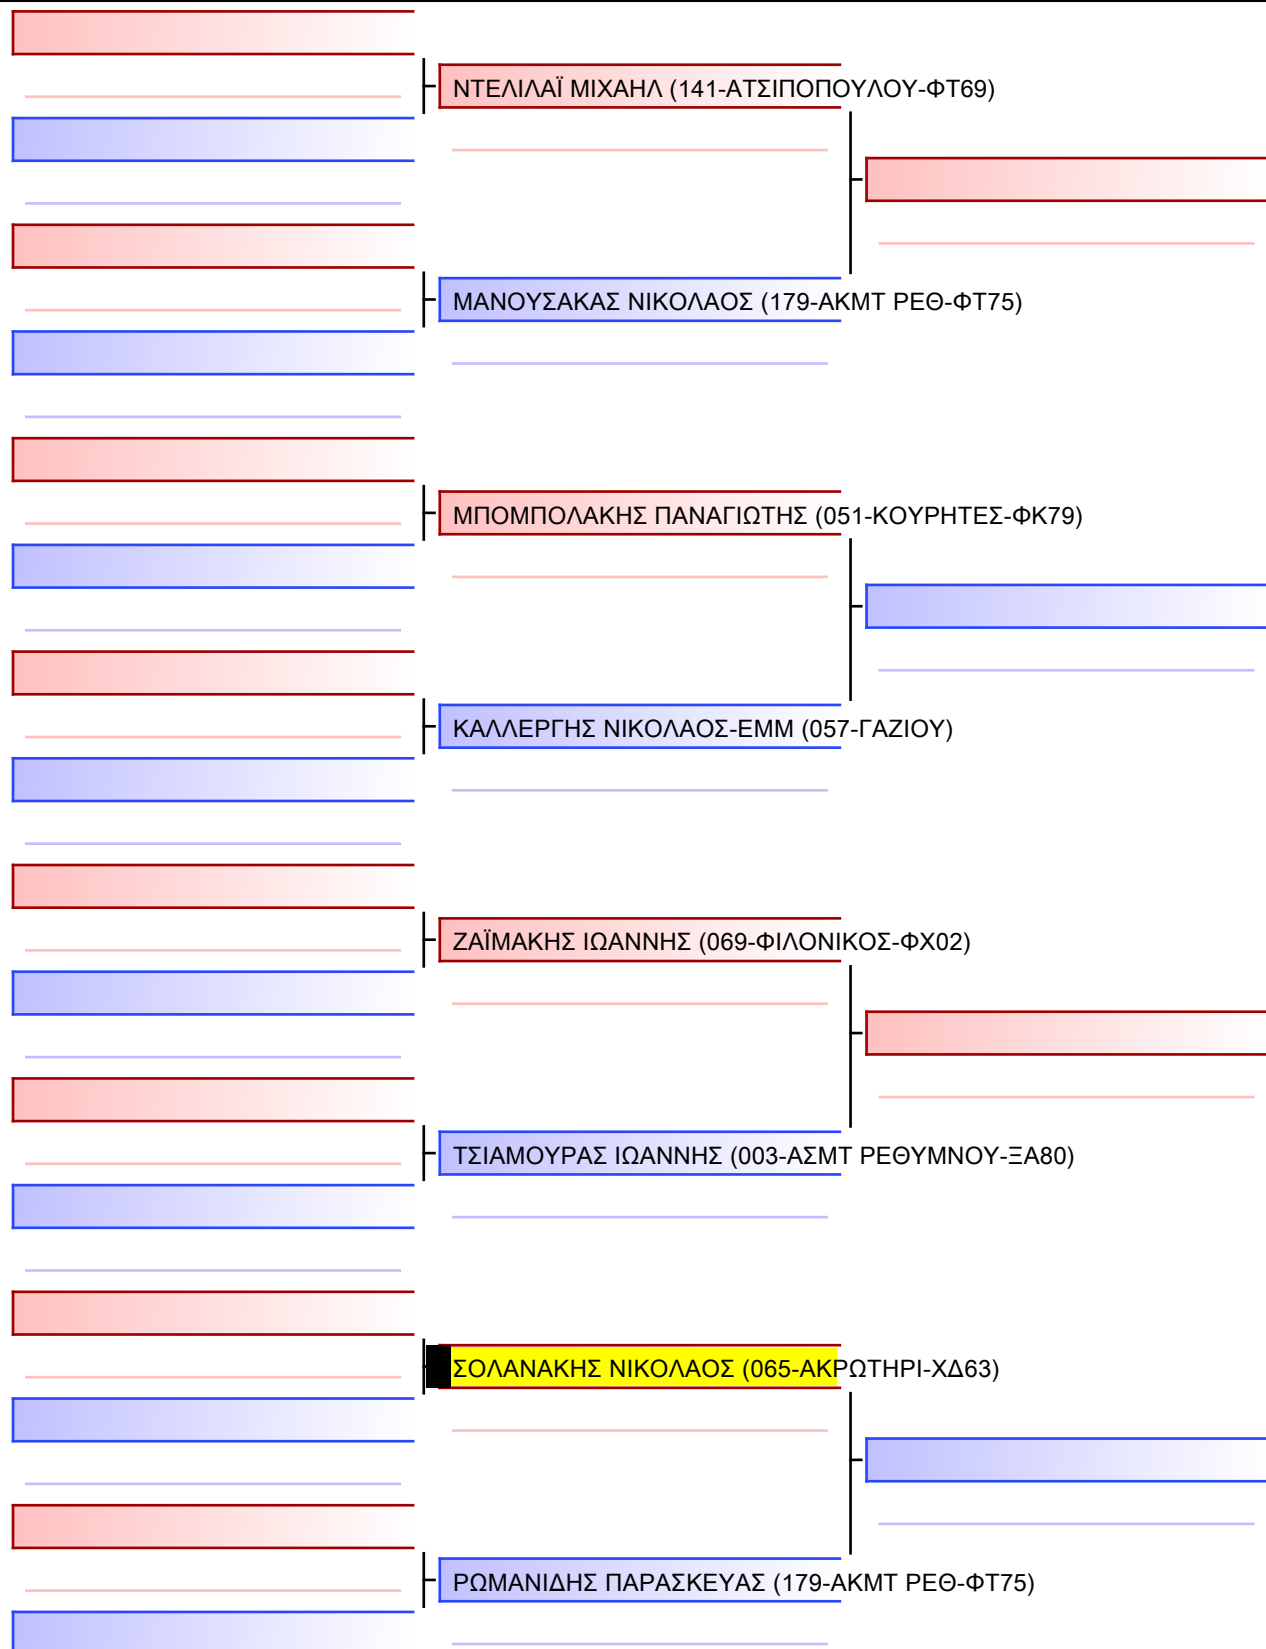 ΝΤΕΛΙΛΑΪ ΜΙΧΑΗΛ (141-ΑΤΣΙΠΟΠΟΥΛΟΥ-ΦΤ69)
ΜΑΝΟΥΣΑΚΑΣ ΝΙΚΟΛΑΟΣ (179-ΑΚΜΤ ΡΕΘ-ΦΤ75)
ΜΠΟΜΠΟΛΑΚΗΣ ΠΑΝΑΓΙΩΤΗΣ (051-ΚΟΥΡΗΤΕΣ-ΦΚ79)
ΚΑΛΛΕΡΓΗΣ ΝΙΚΟΛΑΟΣ-ΕΜΜ (057-ΓΑΖΙΟΥ)
ΖΑΪΜΑΚΗΣ ΙΩΑΝΝΗΣ (069-ΦΙΛΟΝΙΚΟΣ-ΦΧ02)
ΤΣΙΑΜΟΥΡΑΣ ΙΩΑΝΝΗΣ (003-ΑΣΜΤ ΡΕΘΥΜΝΟΥ-ΞΑ80)
ΣΟΛΑΝΑΚΗΣ ΝΙΚΟΛΑΟΣ (065-ΑΚΡΩΤΗΡΙ-ΧΔ63)
ΡΩΜΑΝΙΔΗΣ ΠΑΡΑΣΚΕΥΑΣ (179-ΑΚΜΤ ΡΕΘ-ΦΤ75)